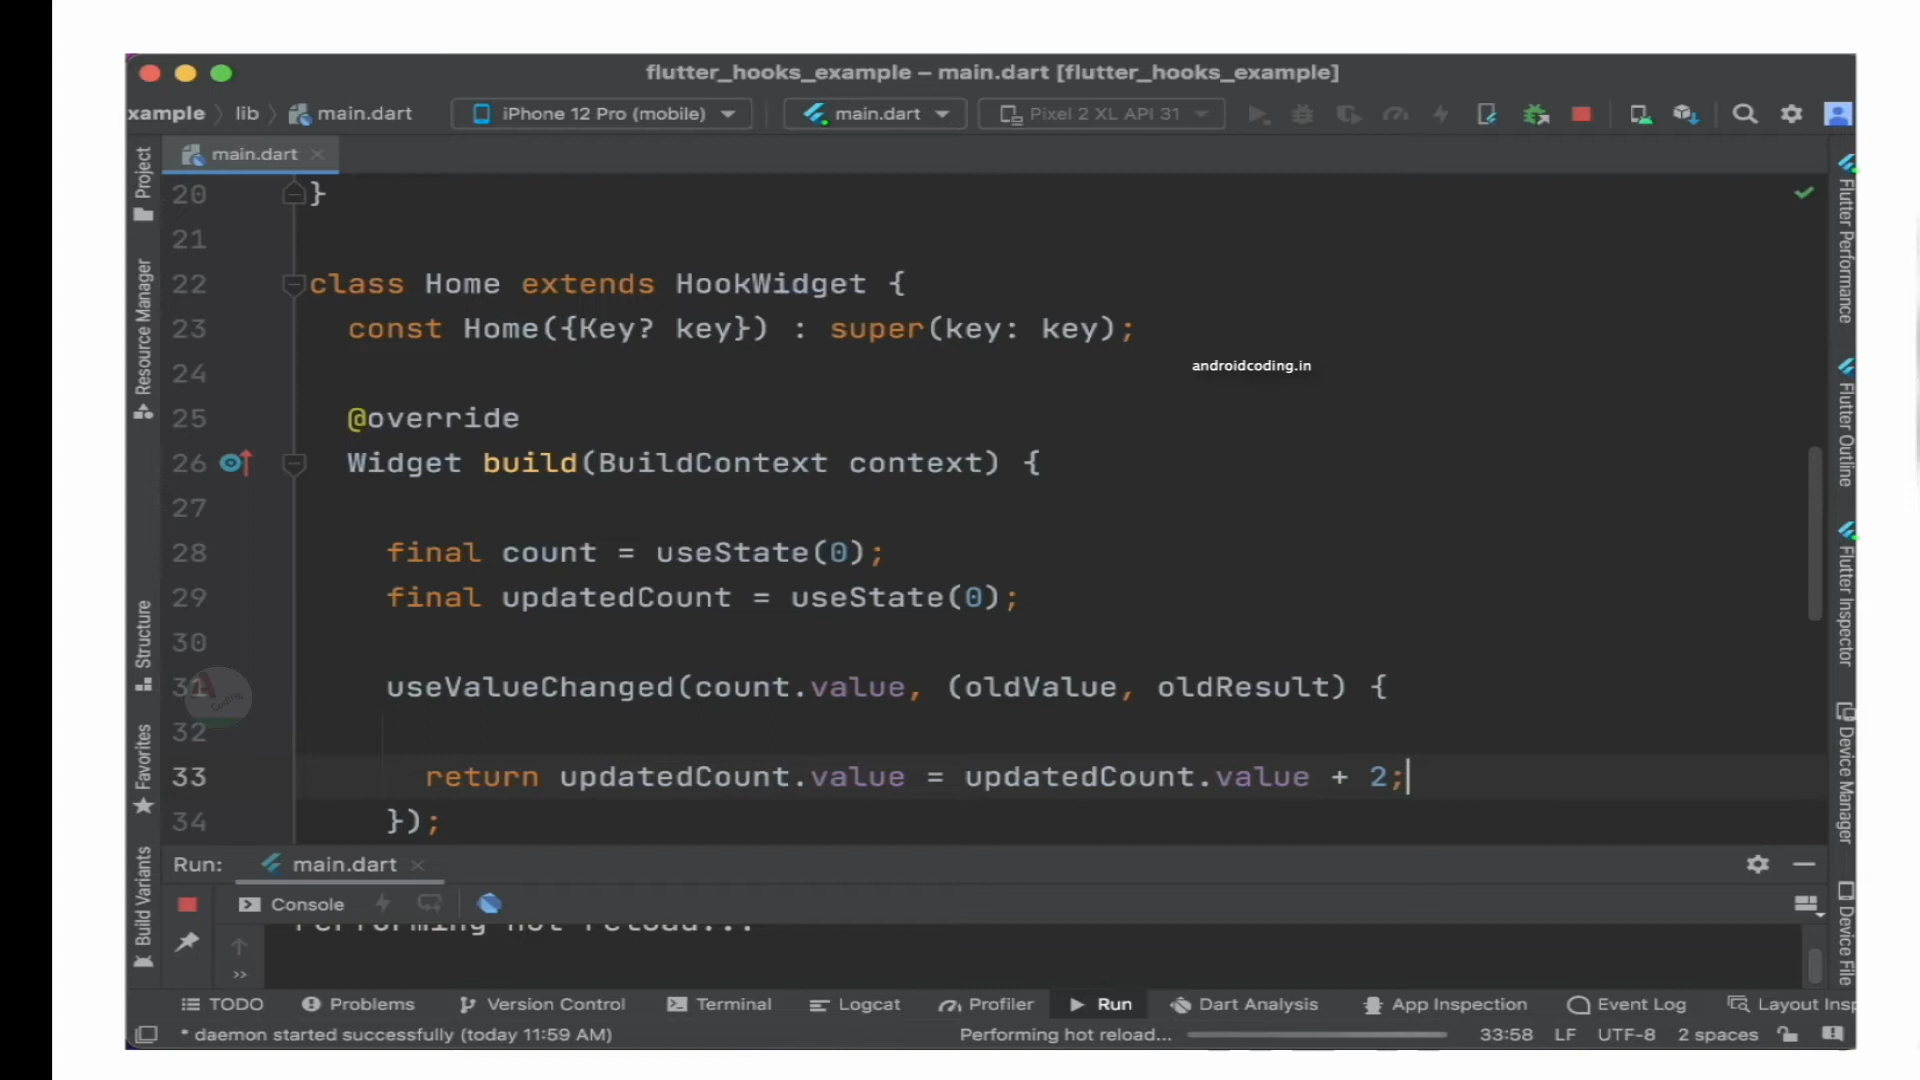 flutter_hooks_example – main.dart [flutter_hooks_example]
xample lib main.dart iPhone 12 Pro (mobile) main.dart Pixel 2 XL API 31
main.dart
20 }
21
22 class Home extends HookWidget {
23 const Home({Key? key}) : super(key: key);
androidcoding.in
24
25 @override
26 Widget build(BuildContext context) {
27
28 final count = useState(0);
29 final updatedCount = useState(0);
30
31 useValueChanged(count.value, (oldValue, oldResult) {
Coding
32
33 return updatedCount.value = updatedCount.value + 2;
34 });
Project
Resource Manager
Structure
Favorites
Build Variants
Flutter Performance
Flutter Outline
Flutter Inspector
Device Manager
Device File
Run: main.dart
Console
Performing hot reload...
TODO Problems Version Control Terminal Logcat Profiler Run Dart Analysis App Inspection Event Log Layout Insp
* daemon started successfully (today 11:59 AM) Performing hot reload... 33:58 LF UTF-8 2 spaces